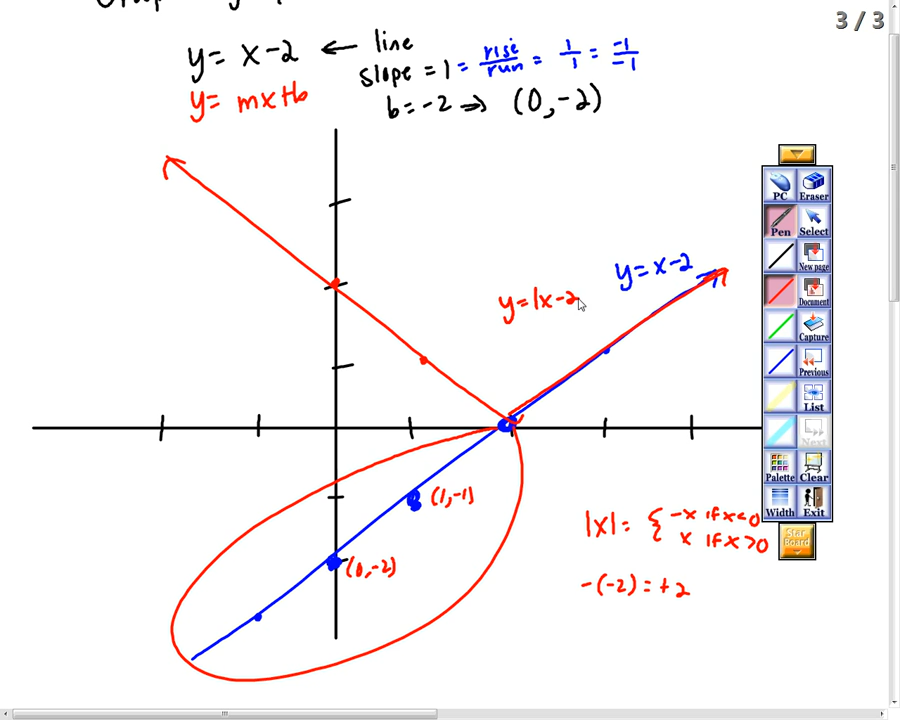 3 / 3
y = x-2 ← line
slope = 1 = rise/run = 1/1 = -1/-1
y = mx+b
b = -2 ⇒ (0,-2)
y = x-2
y = |x-2
(1,-1)
(0,-2)
|x| = { -x if x<0
x if x>0
-(-2) = +2
PC
Eraser
Pen
Select
New page
Document
Capture
Previous
List
Next
Palette
Clear
Width
Exit
Star
Board